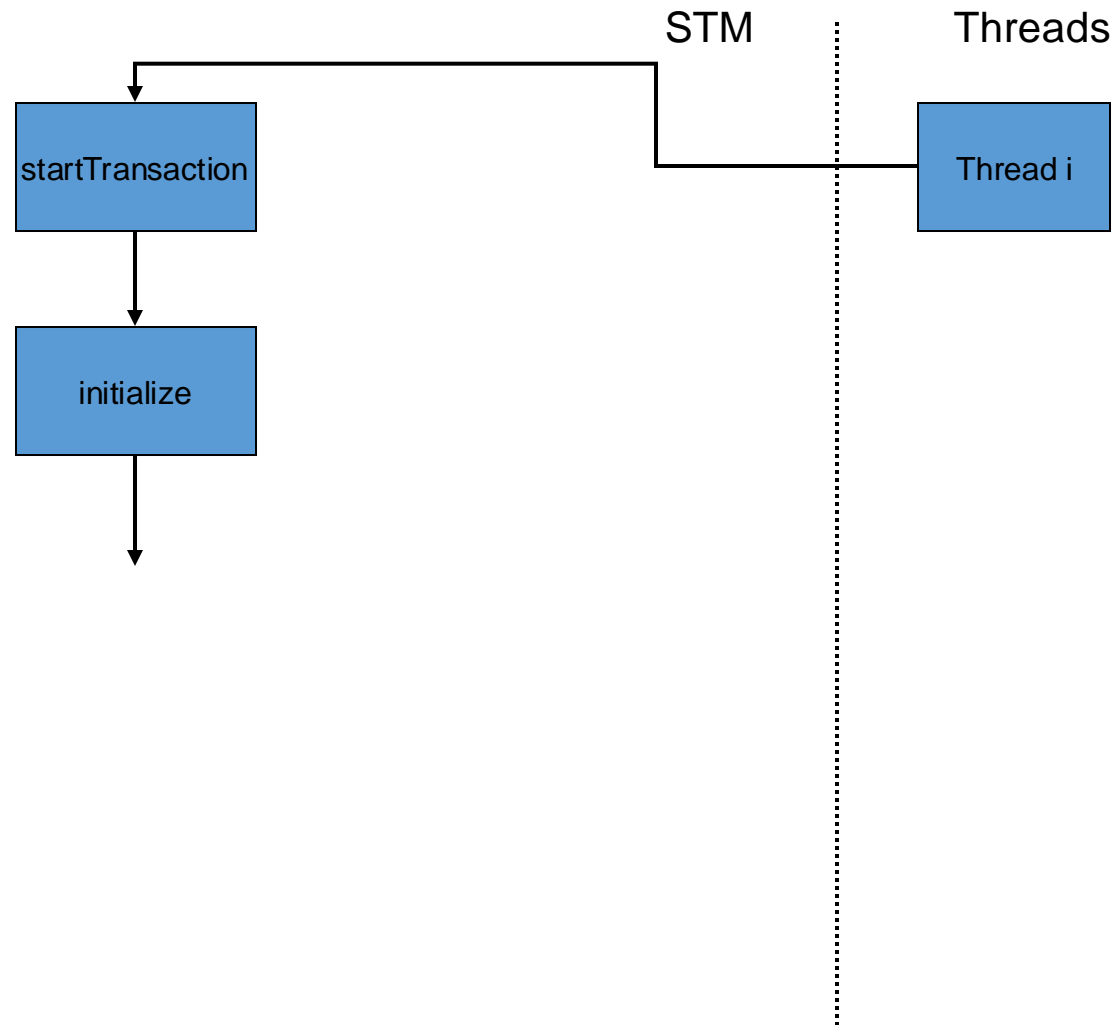 STM
Threads
startTransaction
Thread i
initialize